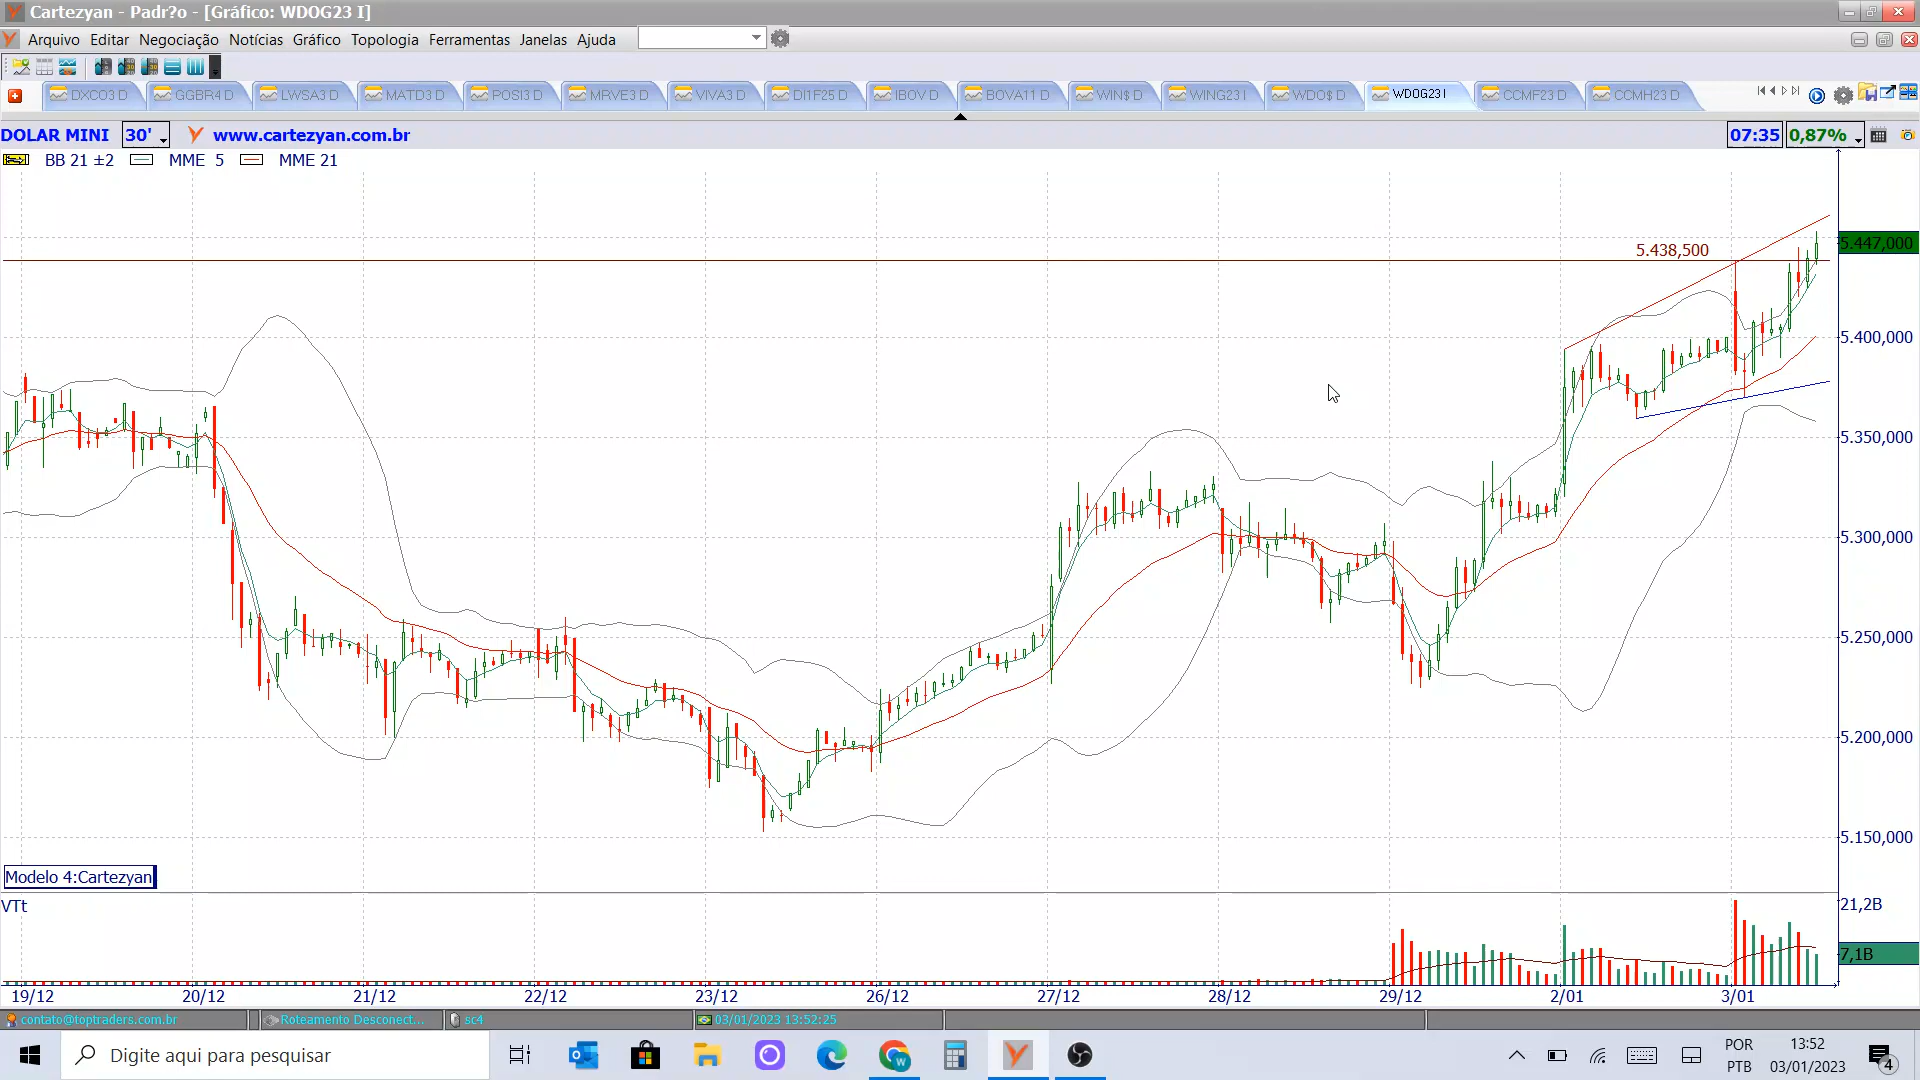 Cartezyan - Padr?o - [Gráfico: WDOG23 I]
Arquivo Editar Negociação Notícias Gráfico Topologia Ferramentas Janelas Ajuda
DXCO3 D GGBR4 D LWSA3 D MATD3 D POSI3 D MRVE3 D VIVA3 D DI1F25 D IBOV D BOVA11 D WIN$ D WING23 I WDO$ D WDOG23 I CCMF23 D CCMH23 D
DOLAR MINI 30' www.cartezyan.com.br 07:35 0,87%
BB 21 ±2 MME 5 MME 21
5.447,000
5.438,500
5.400,000
5.350,000
5.300,000
5.250,000
5.200,000
5.150,000
Modelo 4:Cartezyan
VTt
21,2B
7,1B
19/12 20/12 21/12 22/12 23/12 26/12 27/12 28/12 29/12 2/01 3/01
contato@toptraders.com.br Roteamento Desconect... sc4 03/01/2023 13:52:25
Digite aqui para pesquisar
POR
PTB
13:52
03/01/2023
4